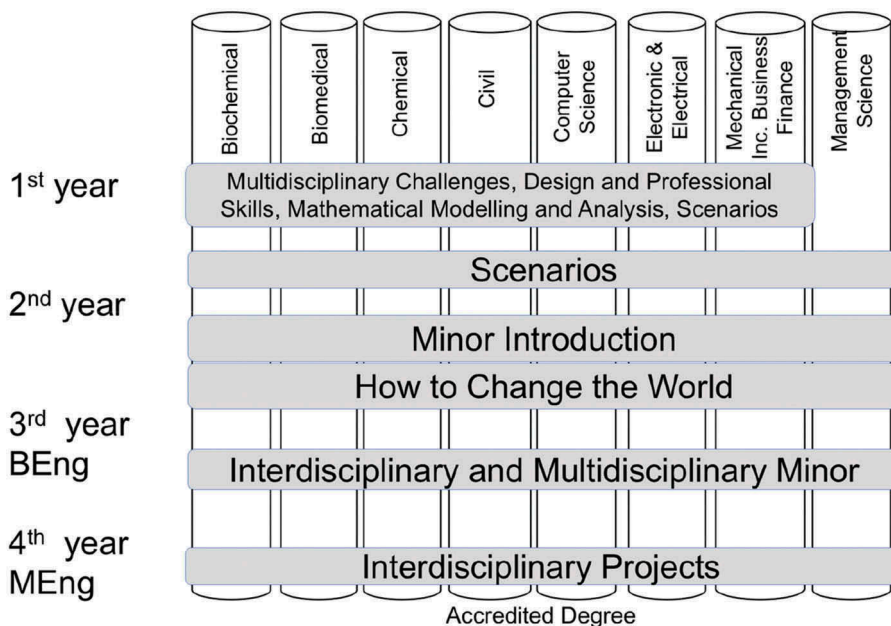 Biochemical
Biomedical
Chemical
Civil
Computer
Science
Electronic &
Electrical
Mechanical
Inc. Business
Finance
Management
Science
1st year
Multidisciplinary Challenges, Design and Professional
Skills, Mathematical Modelling and Analysis, Scenarios
Scenarios
2nd year
Minor Introduction
How to Change the World
3rd year
BEng
Interdisciplinary and Multidisciplinary Minor
4th year
MEng
Interdisciplinary Projects
Accredited Degree